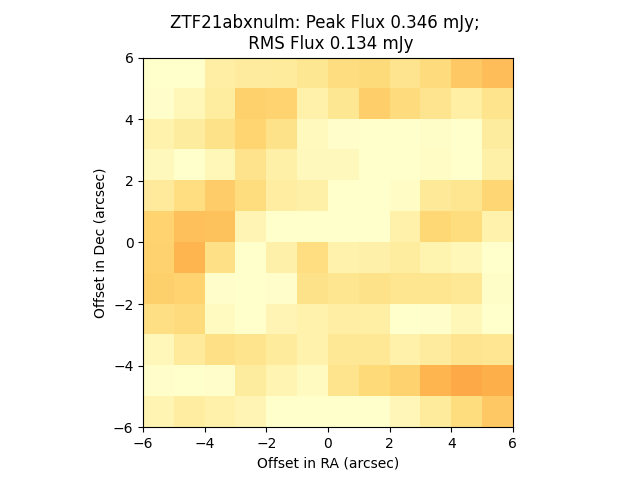 ZTF21abxnulm: Peak Flux 0.346 mJy;
RMS Flux 0.134 mJy
6
4
2
0
−2
−4
−6
Offset in Dec (arcsec)
−6 −4 −2 0 2 4 6
Offset in RA (arcsec)